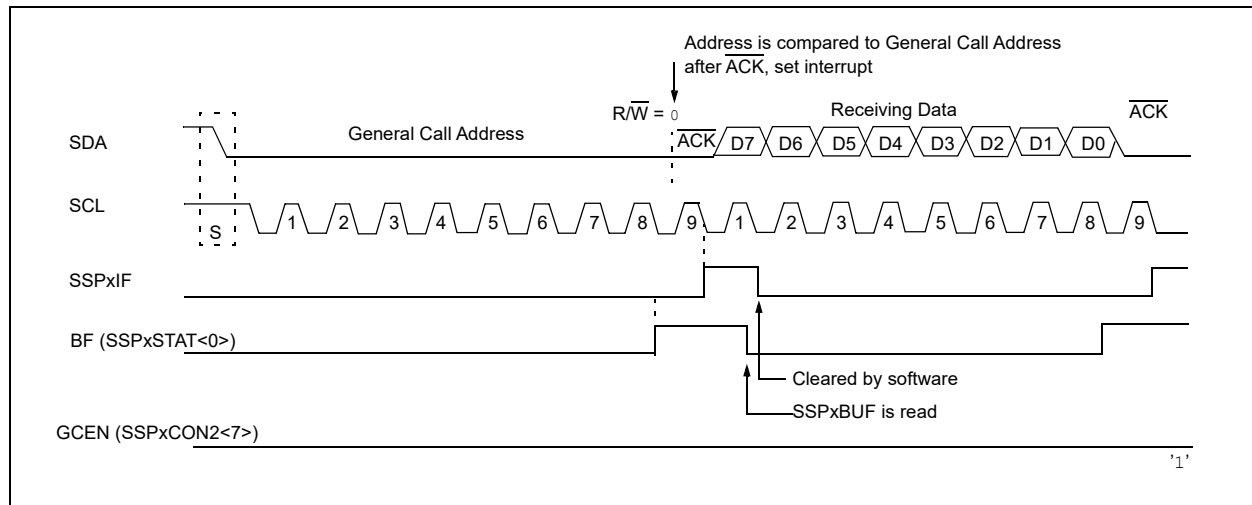 Address is compared to General Call Address
after A̅C̅K̅, set interrupt
R/W̅ = 0
Receiving Data
A̅C̅K̅
General Call Address
SDA
A̅C̅K̅ D7 D6 D5 D4 D3 D2 D1 D0
SCL
S
1 2 3 4 5 6 7 8 9 1 2 3 4 5 6 7 8 9
SSPxIF
BF (SSPxSTAT<0>)
Cleared by software
SSPxBUF is read
GCEN (SSPxCON2<7>)
’1’